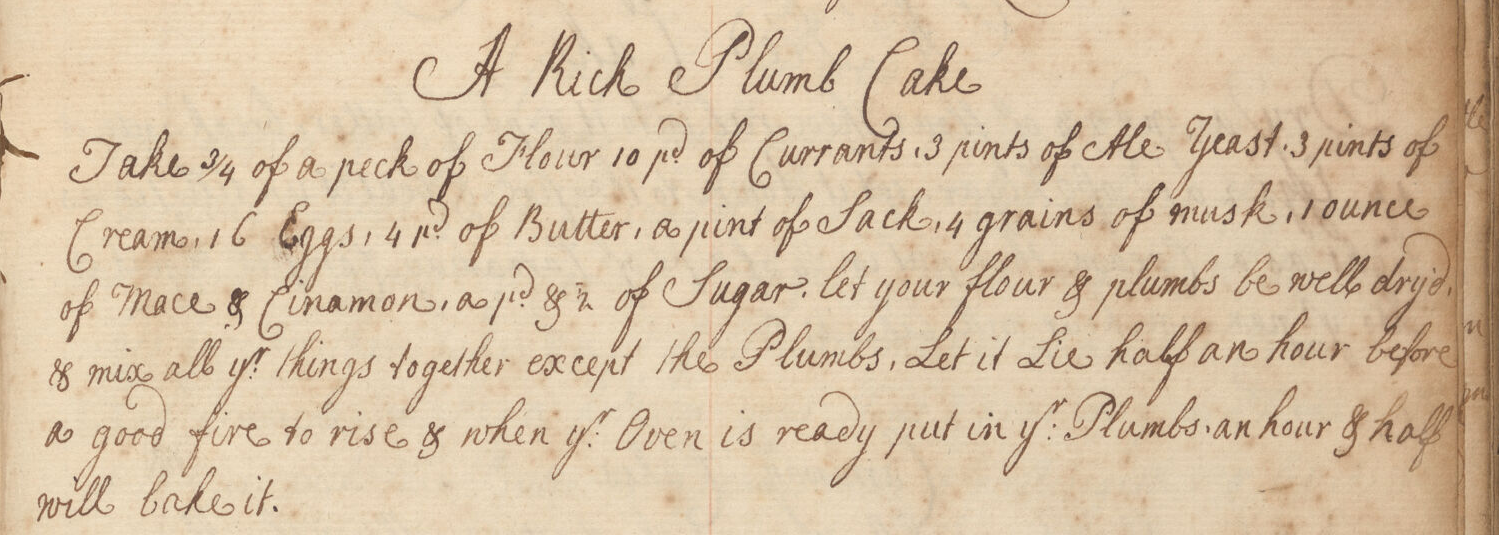 A Rich Plumb Cake
Take 3/4 of a peck of Flour 10 pd of Currants, 3 pints of Ale Yeast, 3 pints of
Cream, 16 Eggs, 4 pd of Butter, a pint of Sack, 4 grains of musk, 1 ounce
of Mace & Cinamon, a pd & ½ of Sugar. let your flour & plumbs be well dry'd,
& mix all yr things together except the Plumbs, Let it Lie half an hour before
a good fire to rise & when yr Oven is ready put in yr Plumbs, an hour & half
will bake it.